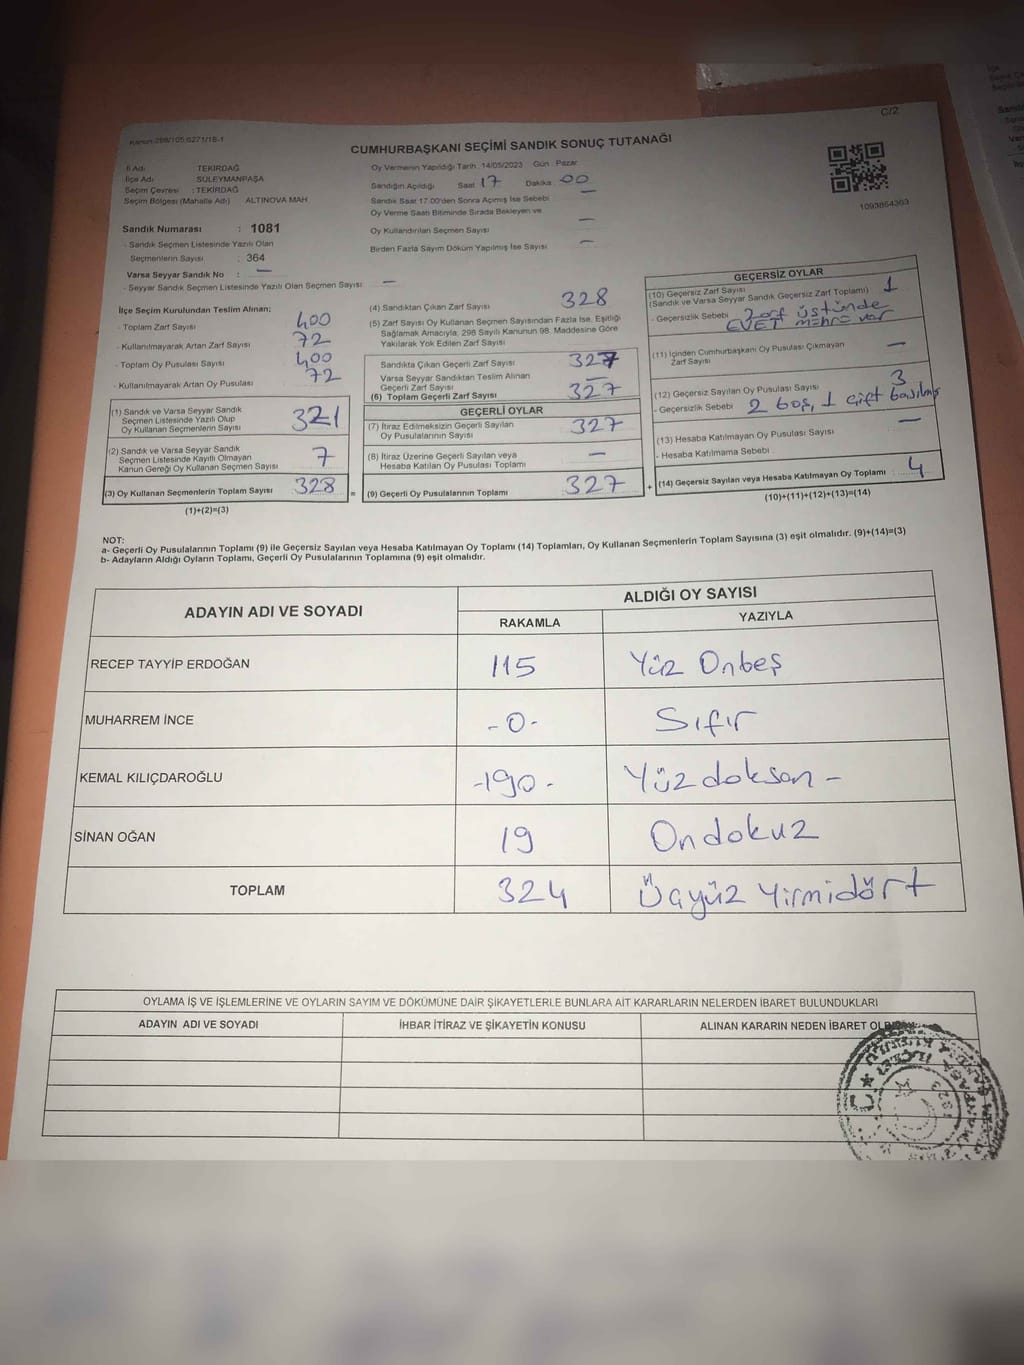 C/2
Kanun:298/105;6271/18-1
CUMHURBAŞKANI SEÇİMİ SANDIK SONUÇ TUTANAĞI
İl Adı : TEKİRDAĞ
İlçe Adı : SÜLEYMANPAŞA
Seçim Çevresi : TEKİRDAĞ
Seçim Bölgesi (Mahalle Adı) ALTINOVA MAH
Sandık Numarası : 1081
- Sandık Seçmen Listesinde Yazılı Olan
Seçmenlerin Sayısı : 364
Varsa Seyyar Sandık No : —
- Seyyar Sandık Seçmen Listesinde Yazılı Olan Seçmen Sayısı : —
Oy Vermenin Yapıldığı Tarih : 14/05/2023 Gün : Pazar
Sandığın Açıldığı Saat 17 Dakika : 00
Sandık Saat 17.00'den Sonra Açımış İse Sebebi : —
Oy Verme Saati Bitiminde Sırada Bekleyen ve
Oy Kullandırılan Seçmen Sayısı —
Birden Fazla Sayım Döküm Yapılmış İse Sayısı —
1093854303
İlçe Seçim Kurulundan Teslim Alınan;
- Toplam Zarf Sayısı : 400
- Kullanılmayarak Artan Zarf Sayısı : 72
- Toplam Oy Pusulası Sayısı : 400
- Kullanılmayarak Artan Oy Pusulası : 72
(1) Sandık ve Varsa Seyyar Sandık
Seçmen Listesinde Yazılı Olup
Oy Kullanan Seçmenlerin Sayısı 321
(2) Sandık ve Varsa Seyyar Sandık
Seçmen Listesinde Kayıtlı Olmayan
Kanun Gereği Oy Kullanan Seçmen Sayısı 7
(3) Oy Kullanan Seçmenlerin Toplam Sayısı 328 =
(1)+(2)=(3)
(4) Sandıktan Çıkan Zarf Sayısı 328
(5) Zarf Sayısı Oy Kullanan Seçmen Sayısından Fazla İse, Eşitliği
Sağlamak Amacıyla, 298 Sayılı Kanunun 98. Maddesine Göre
Yakılarak Yok Edilen Zarf Sayısı
Sandıkta Çıkan Geçerli Zarf Sayısı 327
Varsa Seyyar Sandıktan Teslim Alınan
Geçerli Zarf Sayısı —
(6) Toplam Geçerli Zarf Sayısı 327
GEÇERLİ OYLAR
(7) İtiraz Edilmeksizin Geçerli Sayılan
Oy Pusulalarının Sayısı 327
(8) İtiraz Üzerine Geçerli Sayılan veya
Hesaba Katılan Oy Pusulası Toplamı —
(9) Geçerli Oy Pusulalarının Toplamı 327 +
GEÇERSİZ OYLAR
(10) Geçersiz Zarf Sayısı
(Sandık ve Varsa Seyyar Sandık Geçersiz Zarf Toplamı) 1
- Geçersizlik Sebebi : Zarf üstünde
EVET mührü var
(11) İçinden Cumhurbaşkanı Oy Pusulası Çıkmayan
Zarf Sayısı —
(12) Geçersiz Sayılan Oy Pusulası Sayısı 3
- Geçersizlik Sebebi 2 boş, 1 çift basılmış
(13) Hesaba Katılmayan Oy Pusulası Sayısı —
- Hesaba Katılmama Sebebi :
(14) Geçersiz Sayılan veya Hesaba Katılmayan Oy Toplamı 4
(10)+(11)+(12)+(13)=(14)
NOT:
a- Geçerli Oy Pusulalarının Toplamı (9) ile Geçersiz Sayılan veya Hesaba Katılmayan Oy Toplamı (14) Toplamları, Oy Kullanan Seçmenlerin Toplam Sayısına (3) eşit olmalıdır. (9)+(14)=(3)
b- Adayların Aldığı Oyların Toplamı, Geçerli Oy Pusulalarının Toplamına (9) eşit olmalıdır.
ADAYIN ADI VE SOYADI ALDIĞI OY SAYISI
RAKAMLA YAZIYLA
RECEP TAYYİP ERDOĞAN 115 Yüz Onbeş
MUHARREM İNCE -0- Sıfır
KEMAL KILIÇDAROĞLU -190- Yüzdoksan -
SİNAN OĞAN 19 Ondokuz
TOPLAM 324 Üçyüz Yirmidört
OYLAMA İŞ VE İŞLEMLERİNE VE OYLARIN SAYIM VE DÖKÜMÜNE DAİR ŞİKAYETLERLE BUNLARA AİT KARARLARIN NELERDEN İBARET BULUNDUKLARI
ADAYIN ADI VE SOYADI İHBAR İTİRAZ VE ŞİKAYETİN KONUSU ALINAN KARARIN NEDEN İBARET